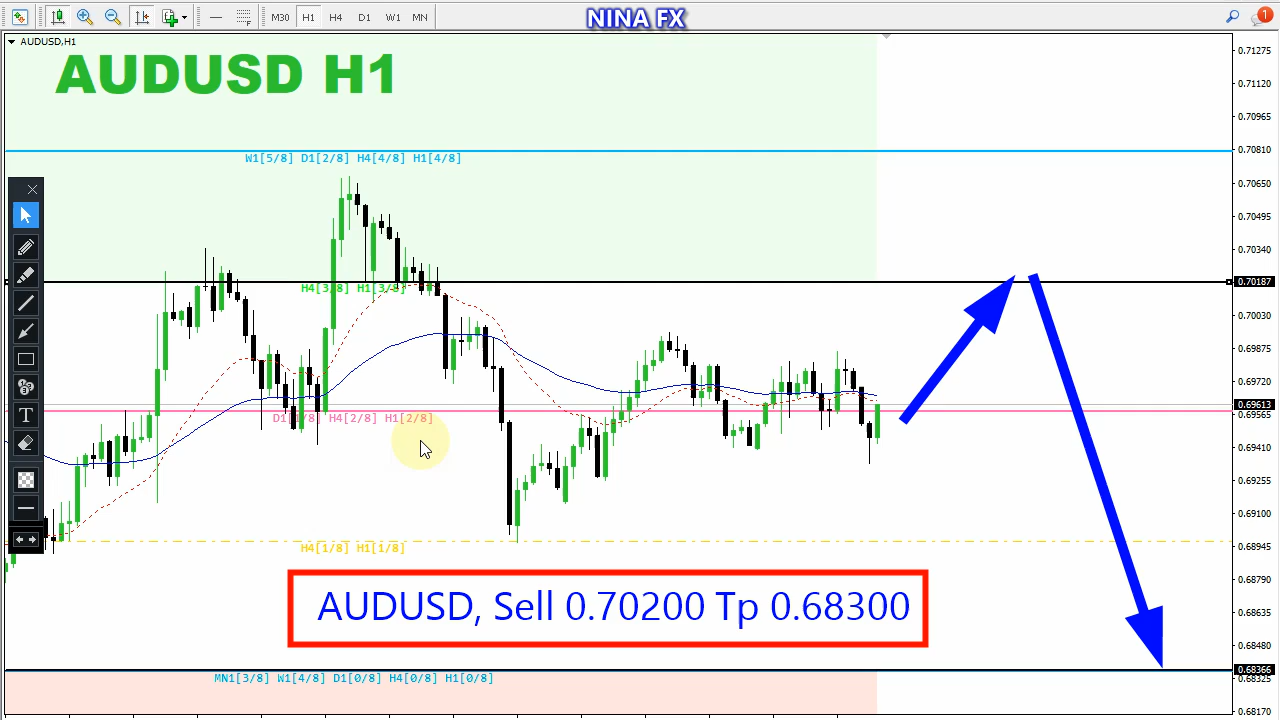 M30 H1 H4 D1 W1 MN
NINA FX
1
AUDUSD,H1
AUDUSD H1
0.71275
0.71120
0.70965
W1[5/8] D1[2/8] H4[4/8] H1[4/8]
0.70810
0.70650
0.70495
0.70340
H4[3/8] H1[3/8]
0.70187
0.70030
0.69875
0.69720
0.69613
0.69565
D1[1/8] H4[2/8] H1[2/8]
T
0.69410
0.69255
0.69100
H4[1/8] H1[1/8]
0.68945
0.68790
AUDUSD, Sell 0.70200 Tp 0.68300
0.68635
0.68480
0.68366
MN1[3/8] W1[4/8] D1[0/8] H4[0/8] H1[0/8]
0.68325
0.68170